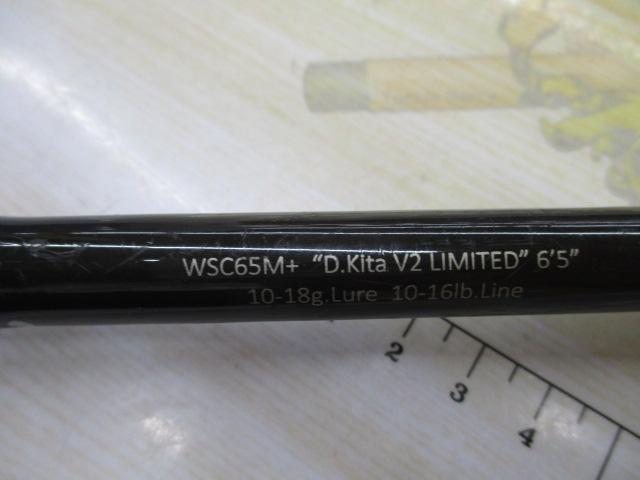 WSC65M+ "D.Kita V2 LIMITED" 6'5"
10-18g.Lure 10-16lb.Line
2
3
4